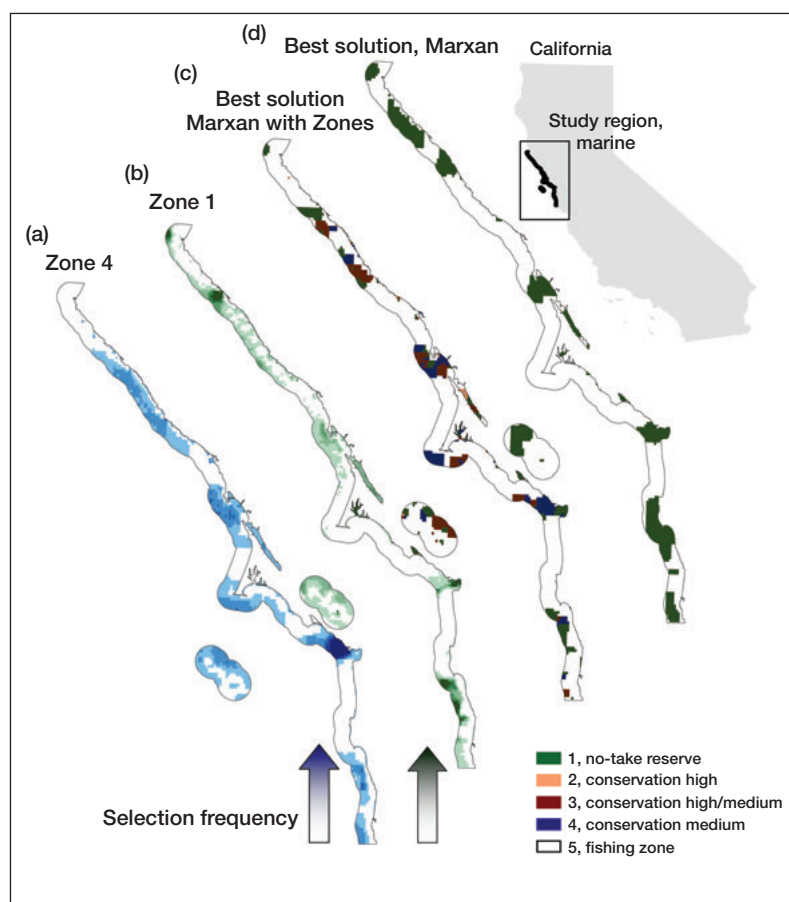 (d)
Best solution, Marxan
California
(c)
Best solution
Marxan with Zones
Study region,
marine
(b)
Zone 1
(a)
Zone 4
Selection frequency
1, no-take reserve
2, conservation high
3, conservation high/medium
4, conservation medium
5, fishing zone